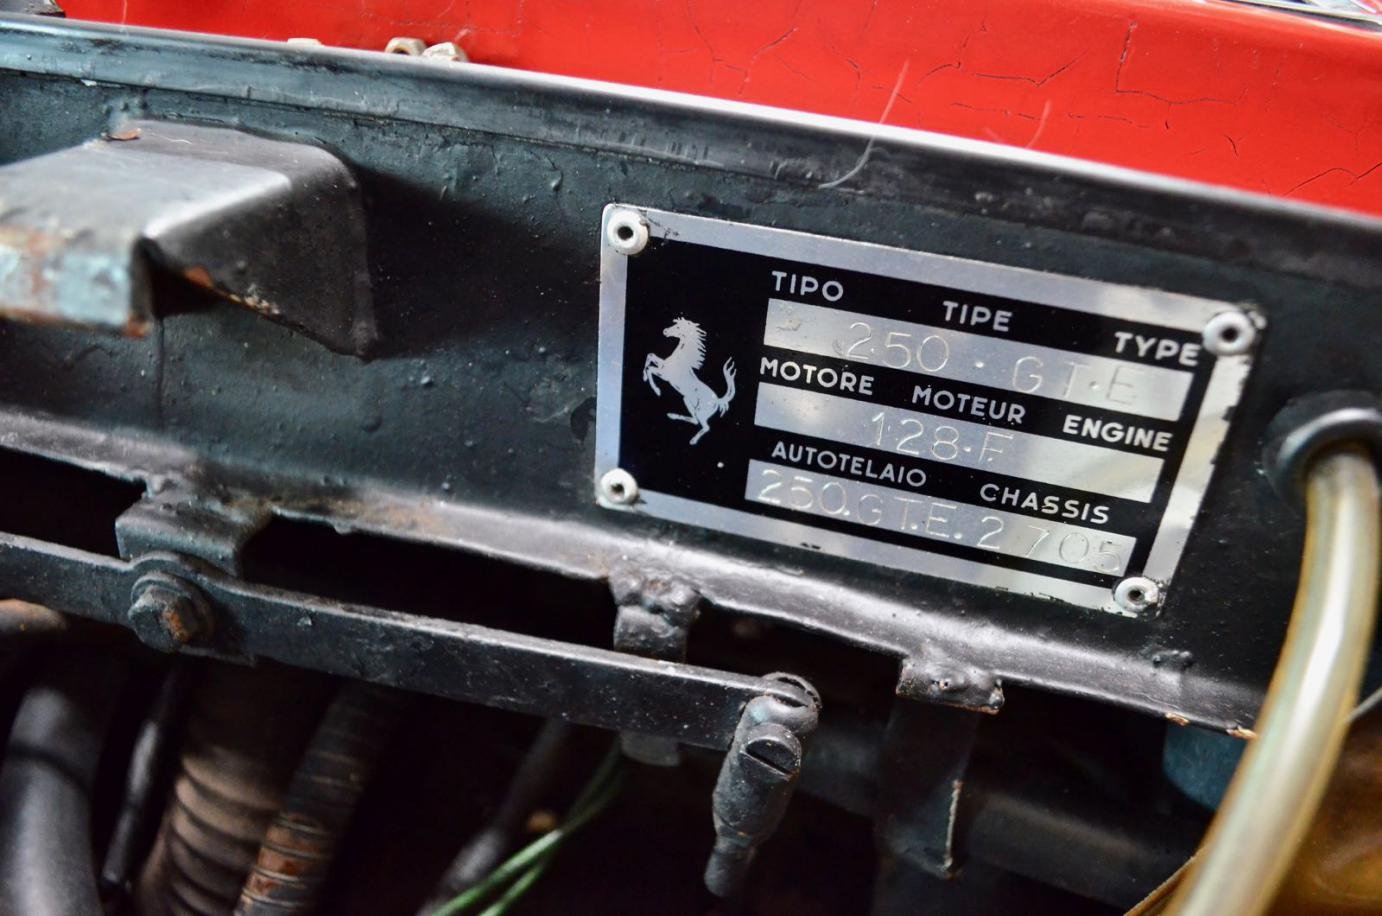 TIPO TIPE TYPE
250 · GT·E
MOTORE MOTEUR ENGINE
128·F
AUTOTELAIO CHASSIS
250.GT.E.2705